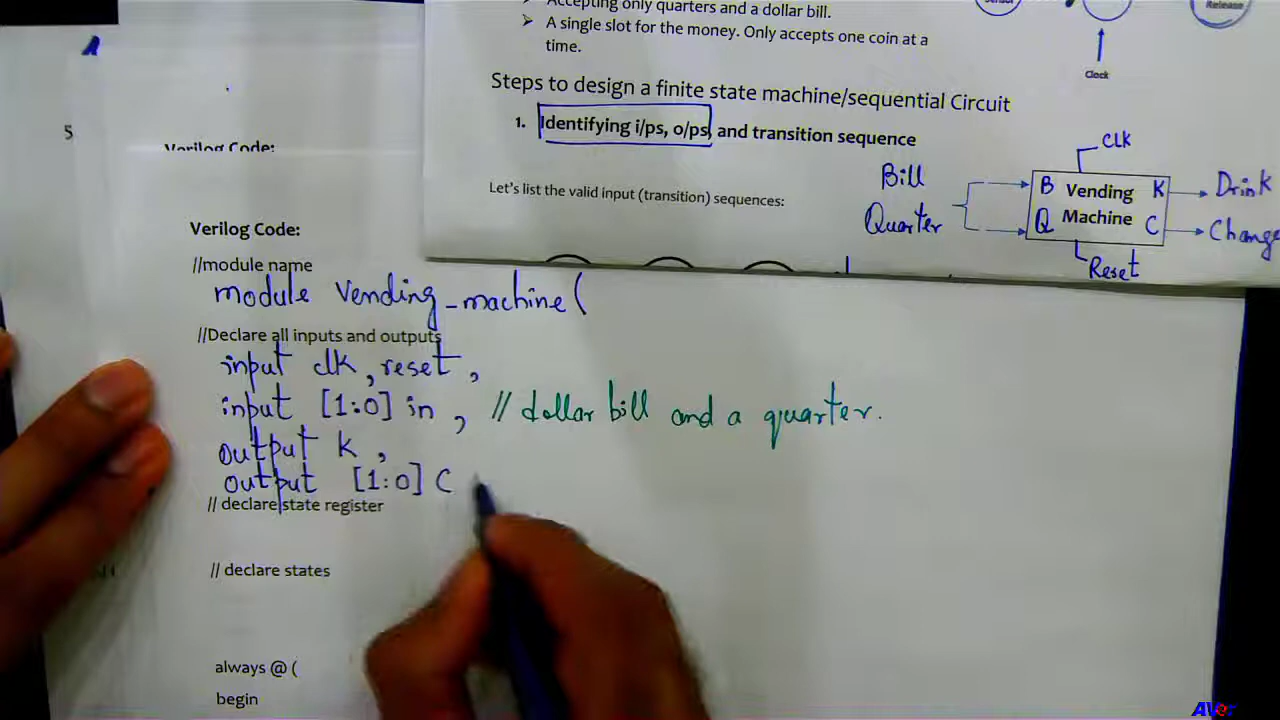 Accepting only quarters and a dollar bill.
➢ A single slot for the money. Only accepts one coin at a
time.
Release
Clock
Steps to design a finite state machine/sequential Circuit
1. Identifying i/ps, o/ps, and transition sequence
Let's list the valid input (transition) sequences:
CLK
Bill
Quarter
B Vending K
Q Machine C
Drink
Change
Reset
5
Verilog Code:
Verilog Code:
//module name
module Vending_machine(
//Declare all inputs and outputs
input clk, reset,
input [1:0] in, // dollar bill and a quarter.
output k,
output [1:0] C
// declare state register
// declare states
always @ (
begin
AVer